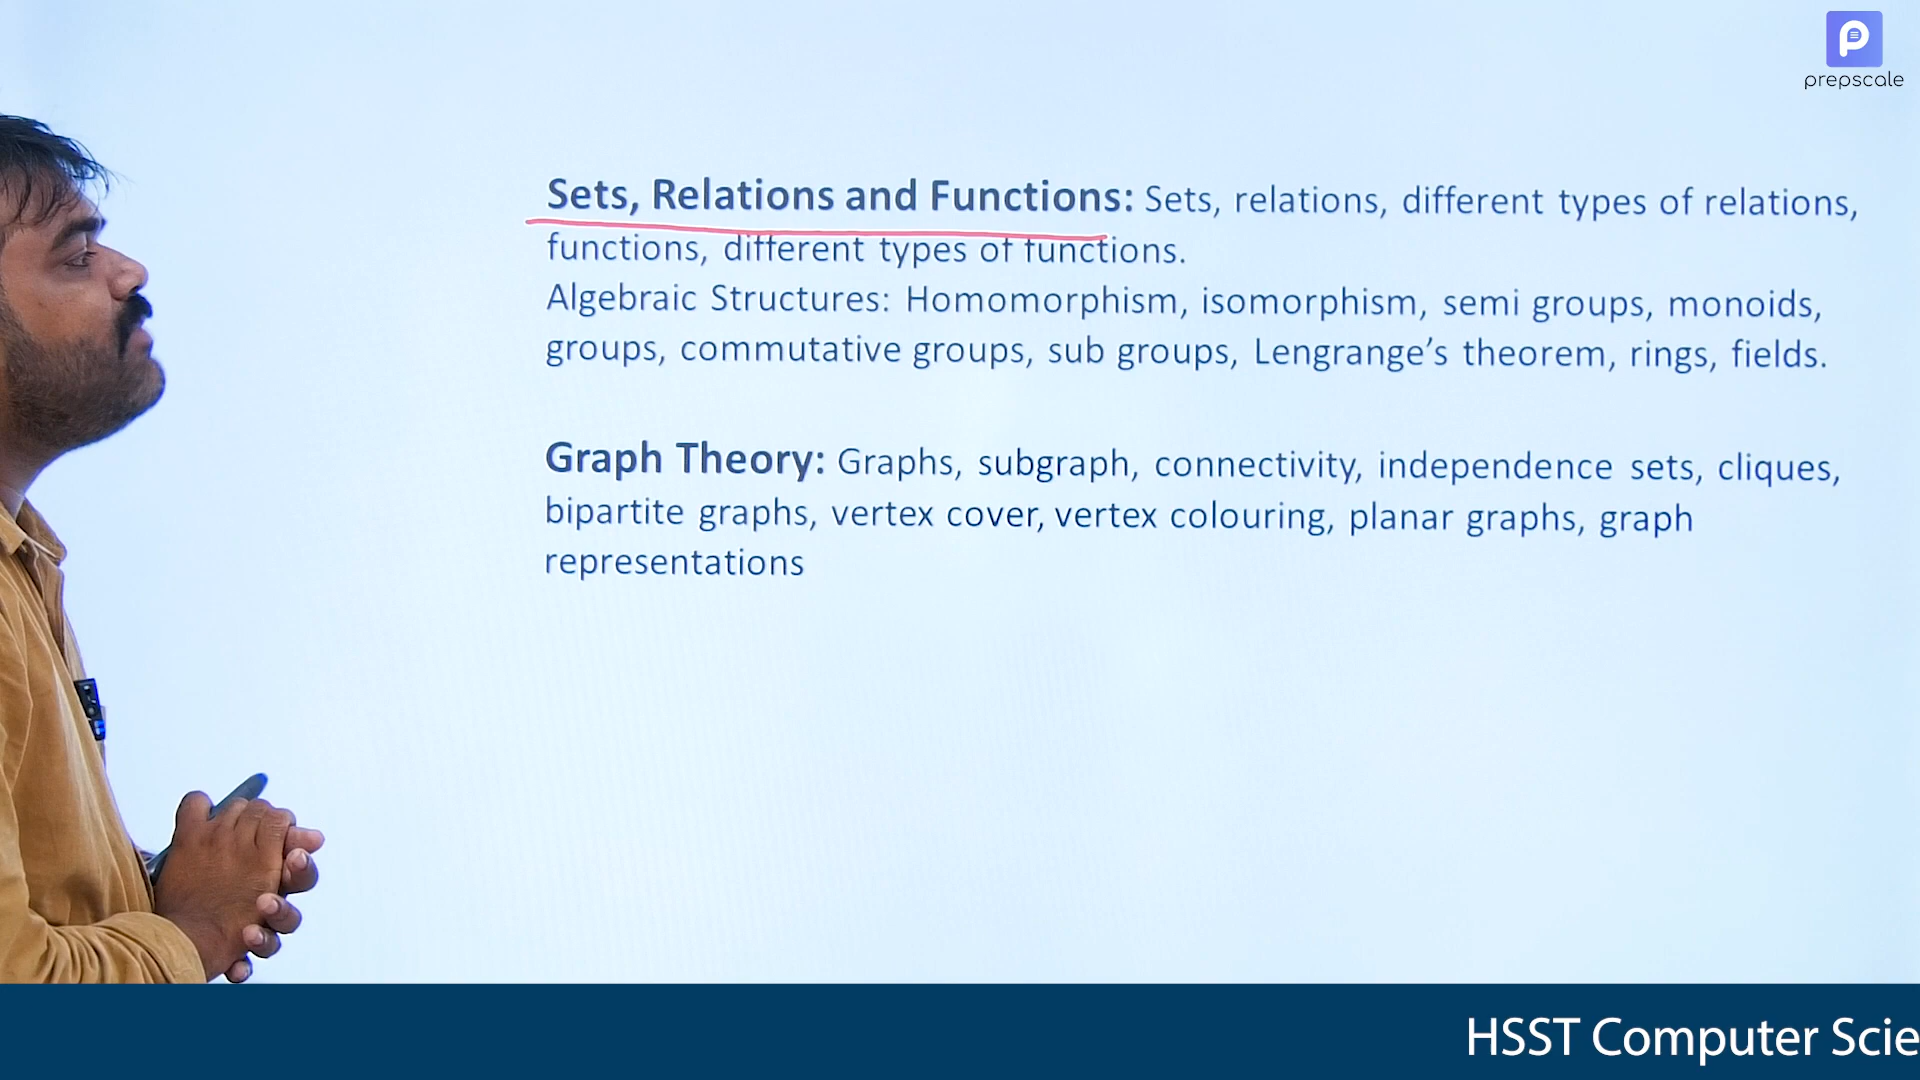 prepscale
Sets, Relations and Functions: Sets, relations, different types of relations,
functions, different types of functions.
Algebraic Structures: Homomorphism, isomorphism, semi groups, monoids,
groups, commutative groups, sub groups, Lengrange’s theorem, rings, fields.
Graph Theory: Graphs, subgraph, connectivity, independence sets, cliques,
bipartite graphs, vertex cover, vertex colouring, planar graphs, graph
representations
HSST Computer Scie